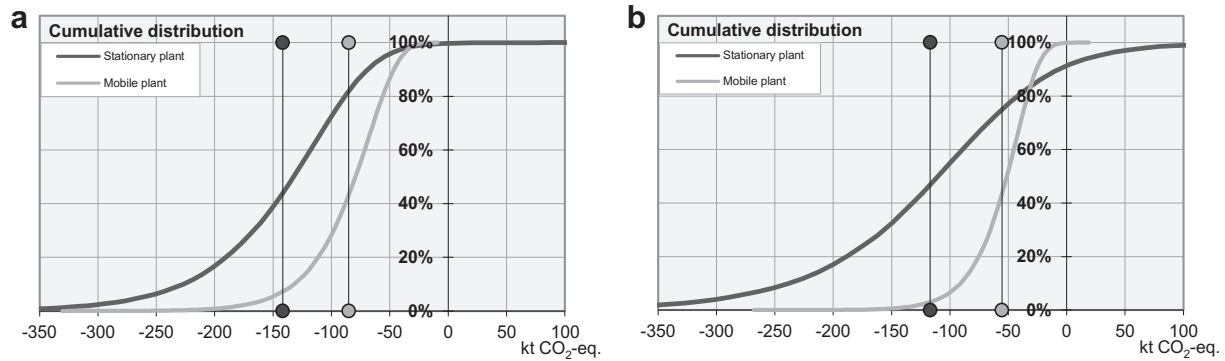 a
Cumulative distribution
Stationary plant
Mobile plant
100%
80%
60%
40%
20%
0%
-350 -300 -250 -200 -150 -100 -50 0 50 100
kt CO₂-eq.
b
Cumulative distribution
Stationary plant
Mobile plant
100%
80%
60%
40%
20%
0%
-350 -300 -250 -200 -150 -100 -50 0 50 100
kt CO₂-eq.